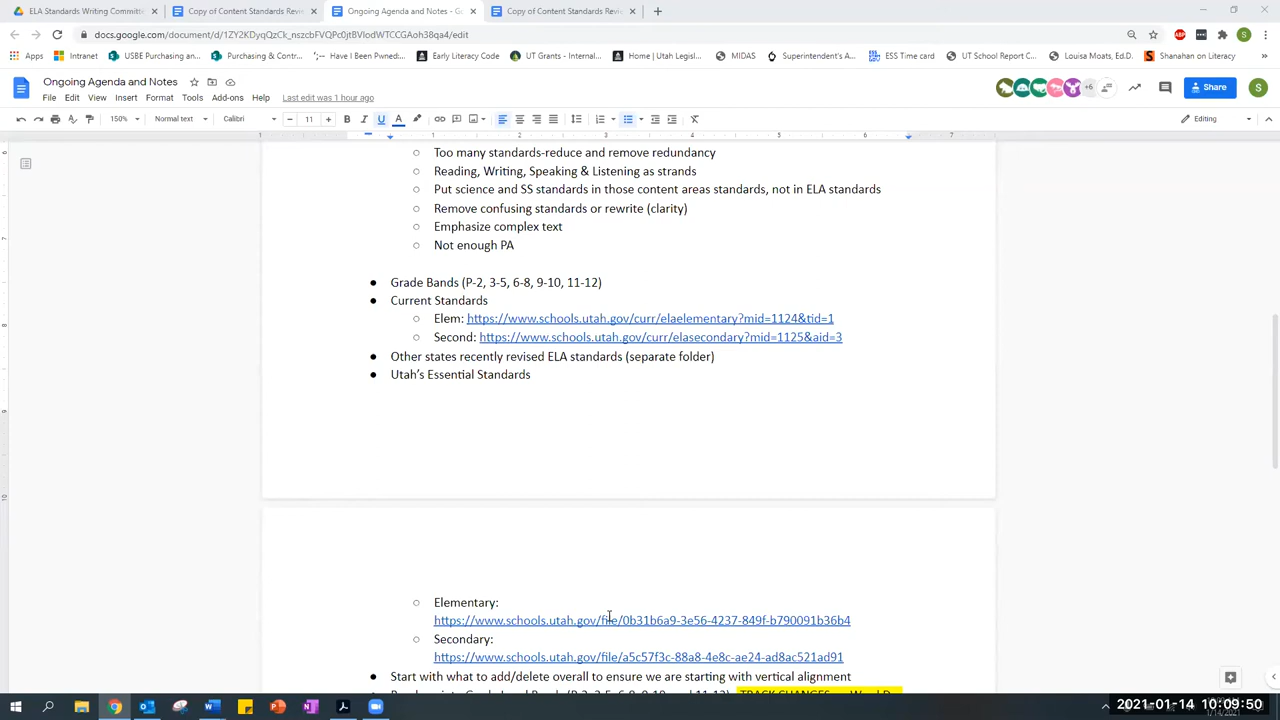 ELA Standards Writing Committe
Copy of Content Standards Revi
Ongoing Agenda and Notes - Go
Copy of Content Standards Revi
docs.google.com/document/d/1ZY2KDyqQzCk_nszcbFVQPc0jtBVlodWTCCGAoh38qa4/edit
Apps
Intranet
USBE Purchasing an...
Purchasing & Contr...
Have I Been Pwned:...
Early Literacy Code
UT Grants - Internal...
Home | Utah Legisl...
MIDAS
Superintendent's A...
ESS Time card
UT School Report C...
Louisa Moats, Ed.D.
Shanahan on Literacy
Ongoing Agenda and Notes
File Edit View Insert Format Tools Add-ons Help Last edit was 1 hour ago
+6
Share
S
150% Normal text Calibri 11 Editing
Too many standards-reduce and remove redundancy
Reading, Writing, Speaking & Listening as strands
Put science and SS standards in those content areas standards, not in ELA standards
Remove confusing standards or rewrite (clarity)
Emphasize complex text
Not enough PA
Grade Bands (P-2, 3-5, 6-8, 9-10, 11-12)
Current Standards
Elem: https://www.schools.utah.gov/curr/elaelementary?mid=1124&tid=1
Second: https://www.schools.utah.gov/curr/elasecondary?mid=1125&aid=3
Other states recently revised ELA standards (separate folder)
Utah's Essential Standards
Elementary:
https://www.schools.utah.gov/file/0b31b6a9-3e56-4237-849f-b790091b36b4
Secondary:
https://www.schools.utah.gov/file/a5c57f3c-88a8-4e8c-ae24-ad8ac521ad91
Start with what to add/delete overall to ensure we are starting with vertical alignment
2021-01-14 10:09:50